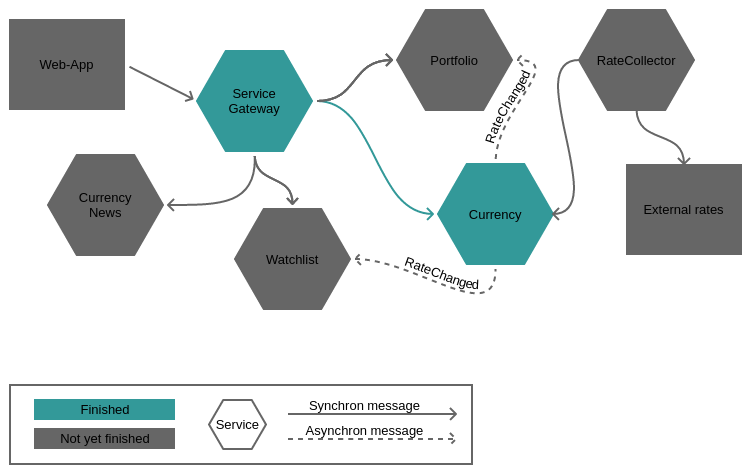 Web-App
Service
Gateway
Portfolio
RateCollector
RateChanged
Currency
News
Currency
External rates
Watchlist
RateChanged
Finished
Not yet finished
Service
Synchron message
Asynchron message